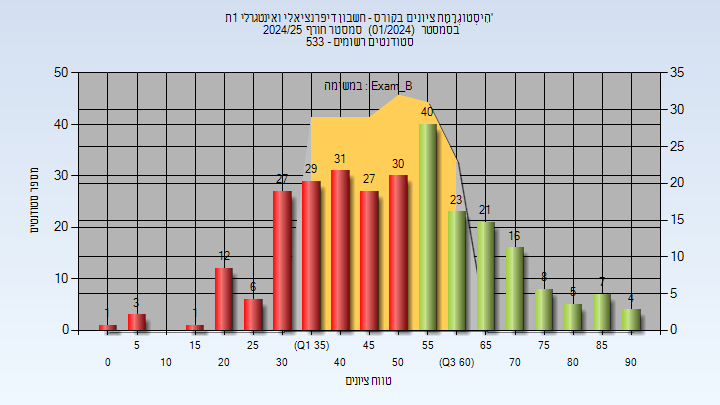 היסטוגרמת ציונים בקורס - חשבון דיפרנציאלי ואינטגרלי 1ת'
בסמסטר (01/2024) סמסטר חורף 2024/25
סטודנטים רשומים - 533
במשימה : Exam_B
מספר סטודנטים
50 40 30 20 10 0
35 30 25 20 15 10 5 0
1 3 1 12 6 27 29 31 27 30 40 23 21 16 8 5 7 4
5 15 25 (Q1 35) 45 55 65 75 85
0 10 20 30 40 50 (Q3 60) 70 80 90
טווח ציונים